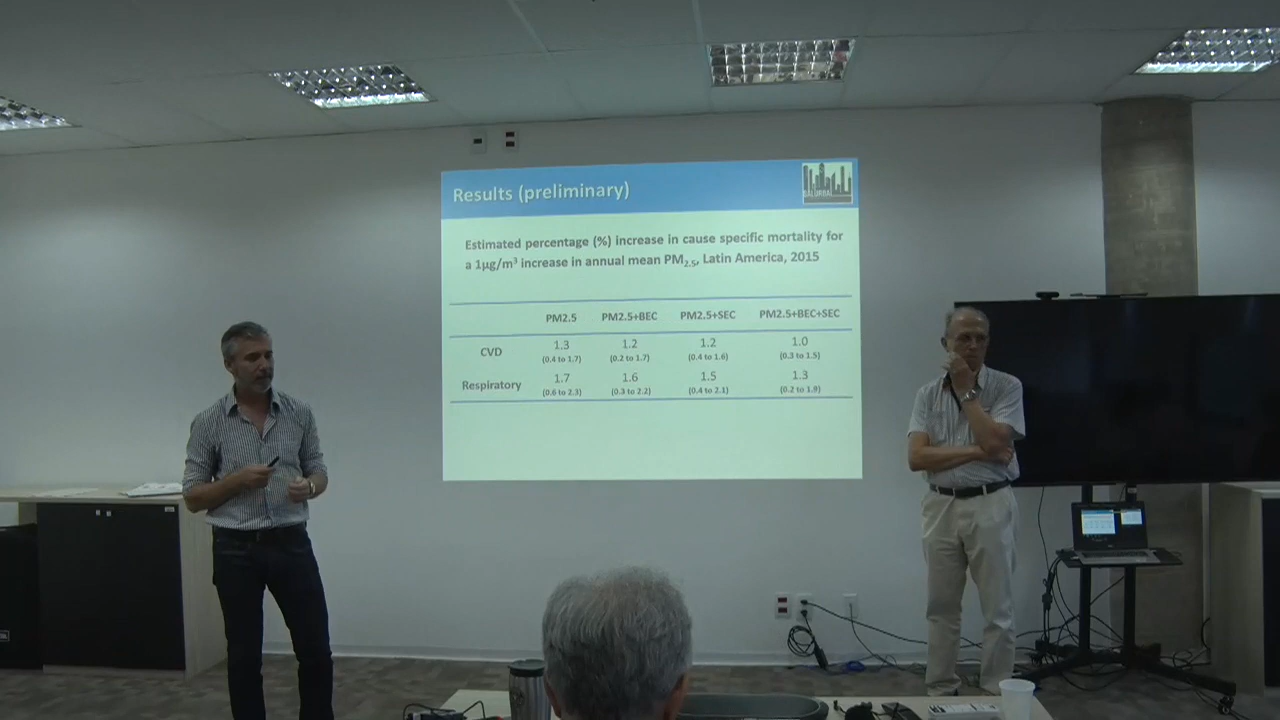 Results (preliminary)
SALURBAL
Estimated percentage (%) increase in cause specific mortality for
a 1µg/m³ increase in annual mean PM2.5, Latin America, 2015
PM2.5 PM2.5+BEC PM2.5+SEC PM2.5+BEC+SEC
CVD 1.3 1.2 1.2 1.0
(0.4 to 1.7) (0.2 to 1.7) (0.4 to 1.6) (0.3 to 1.5)
Respiratory 1.7 1.6 1.5 1.3
(0.6 to 2.3) (0.3 to 2.2) (0.4 to 2.1) (0.2 to 1.9)